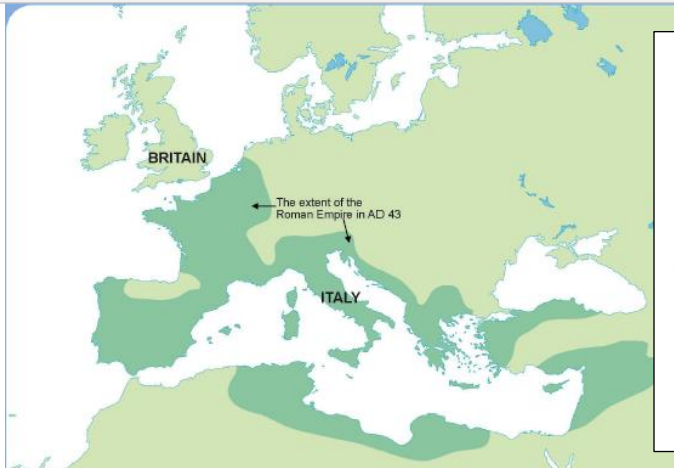 BRITAIN
The extent of the
Roman Empire in AD 43
ITALY